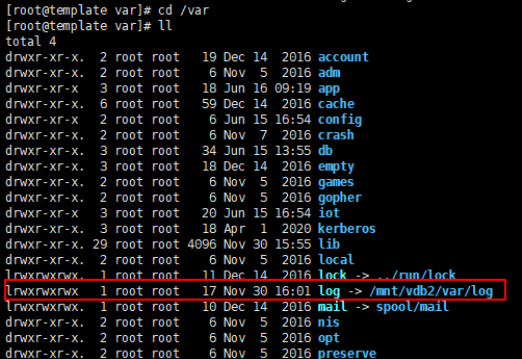 [root@template var]# cd /var
[root@template var]# ll
total 4
drwxr-xr-x. 2 root root 19 Dec 14 2016 account
drwxr-xr-x. 2 root root 6 Nov 5 2016 adm
drwxr-xr-x 3 root root 18 Jun 16 09:19 app
drwxr-xr-x. 6 root root 59 Dec 14 2016 cache
drwxr-xr-x 2 root root 6 Jun 15 16:54 config
drwxr-xr-x. 2 root root 6 Nov 7 2016 crash
drwxr-xr-x. 3 root root 34 Jun 15 13:55 db
drwxr-xr-x. 3 root root 18 Dec 14 2016 empty
drwxr-xr-x. 2 root root 6 Nov 5 2016 games
drwxr-xr-x. 2 root root 6 Nov 5 2016 gopher
drwxr-xr-x 3 root root 20 Jun 15 16:54 iot
drwxr-xr-x. 3 root root 18 Apr 1 2020 kerberos
drwxr-xr-x. 29 root root 4096 Nov 30 15:55 lib
drwxr-xr-x. 2 root root 6 Nov 5 2016 local
lrwxrwxrwx. 1 root root 11 Dec 14 2016 lock -> ../run/lock
lrwxrwxrwx 1 root root 17 Nov 30 16:01 log -> /mnt/vdb2/var/log
lrwxrwxrwx. 1 root root 10 Dec 14 2016 mail -> spool/mail
drwxr-xr-x. 2 root root 6 Nov 5 2016 nis
drwxr-xr-x. 2 root root 6 Nov 5 2016 opt
drwxr-xr-x. 2 root root 6 Nov 5 2016 preserve